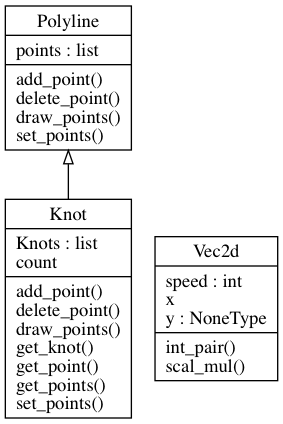 Polyline
points : list
add_point()
delete_point()
draw_points()
set_points()
Knot
Knots : list
count
add_point()
delete_point()
draw_points()
get_knot()
get_point()
get_points()
set_points()
Vec2d
speed : int
x
y : NoneType
int_pair()
scal_mul()